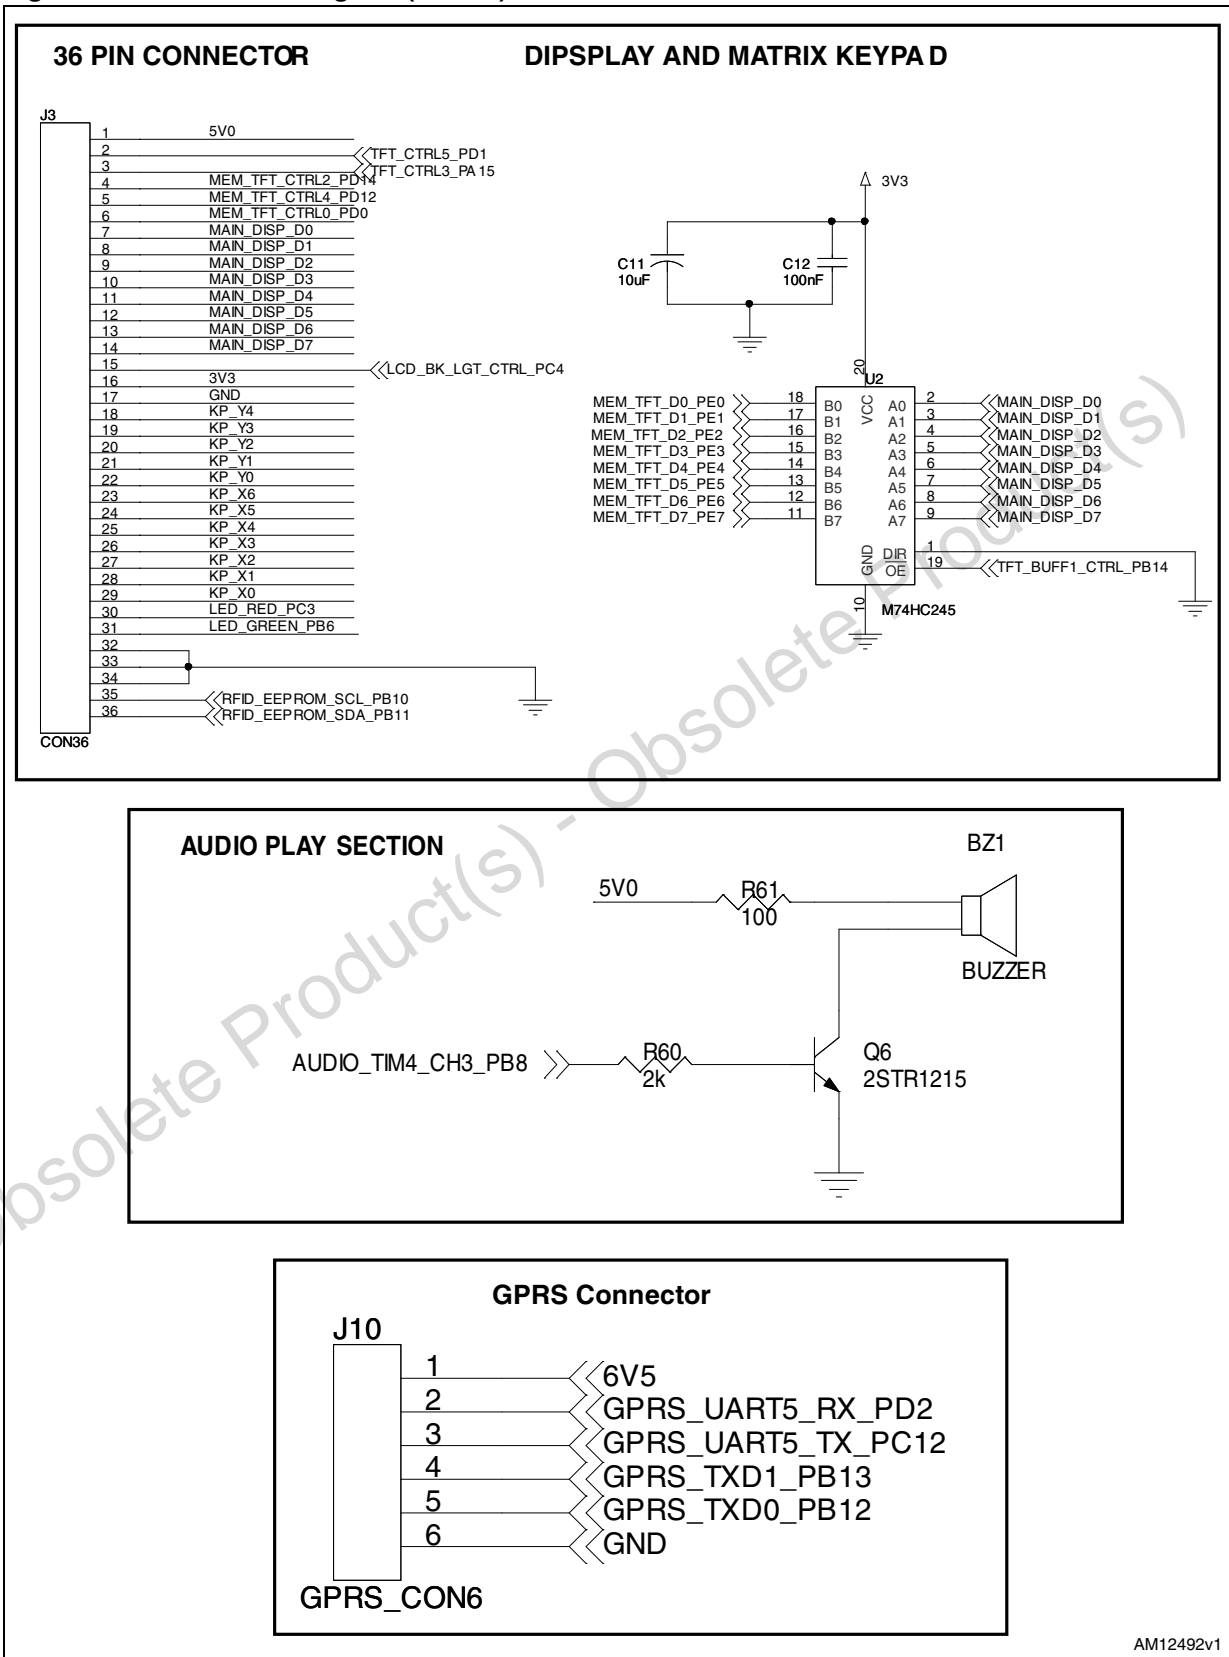 36 PIN CONNECTOR
DIPSPLAY AND MATRIX KEYPAD
J3
1 5V0
2 TFT_CTRL5_PD1
3 TFT_CTRL3_PA15
4 MEM_TFT_CTRL2_PD14
5 MEM_TFT_CTRL4_PD12
6 MEM_TFT_CTRL0_PD0
7 MAIN_DISP_D0
8 MAIN_DISP_D1
9 MAIN_DISP_D2
10 MAIN_DISP_D3
11 MAIN_DISP_D4
12 MAIN_DISP_D5
13 MAIN_DISP_D6
14 MAIN_DISP_D7
15 LCD_BK_LGT_CTRL_PC4
16 3V3
17 GND
18 KP_Y4
19 KP_Y3
20 KP_Y2
21 KP_Y1
22 KP_Y0
23 KP_X6
24 KP_X5
25 KP_X4
26 KP_X3
27 KP_X2
28 KP_X1
29 KP_X0
30 LED_RED_PC3
31 LED_GREEN_PB6
32
33
34
35 RFID_EEPROM_SCL_PB10
36 RFID_EEPROM_SDA_PB11
CON36
3V3
C11
10uF
C12
100nF
20
U2
VCC
MEM_TFT_D0_PE0 18 B0 A0 2 MAIN_DISP_D0
MEM_TFT_D1_PE1 17 B1 A1 3 MAIN_DISP_D1
MEM_TFT_D2_PE2 16 B2 A2 4 MAIN_DISP_D2
MEM_TFT_D3_PE3 15 B3 A3 5 MAIN_DISP_D3
MEM_TFT_D4_PE4 14 B4 A4 6 MAIN_DISP_D4
MEM_TFT_D5_PE5 13 B5 A5 7 MAIN_DISP_D5
MEM_TFT_D6_PE6 12 B6 A6 8 MAIN_DISP_D6
MEM_TFT_D7_PE7 11 B7 A7 9 MAIN_DISP_D7
GND
DIR 1
OE 19 TFT_BUFF1_CTRL_PB14
10
M74HC245
AUDIO PLAY SECTION
BZ1
5V0
R61
100
BUZZER
AUDIO_TIM4_CH3_PB8
R60
2k
Q6
2STR1215
GPRS Connector
J10
1 6V5
2 GPRS_UART5_RX_PD2
3 GPRS_UART5_TX_PC12
4 GPRS_TXD1_PB13
5 GPRS_TXD0_PB12
6 GND
GPRS_CON6
AM12492v1
Obsolete Product(s) - Obsolete Product(s)